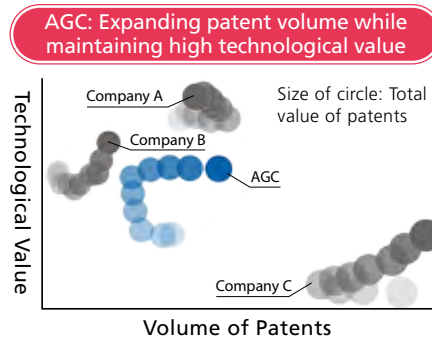 AGC: Expanding patent volume while
maintaining high technological value
Technological Value
Company A
Size of circle: Total
value of patents
Company B
AGC
Company C
Volume of Patents